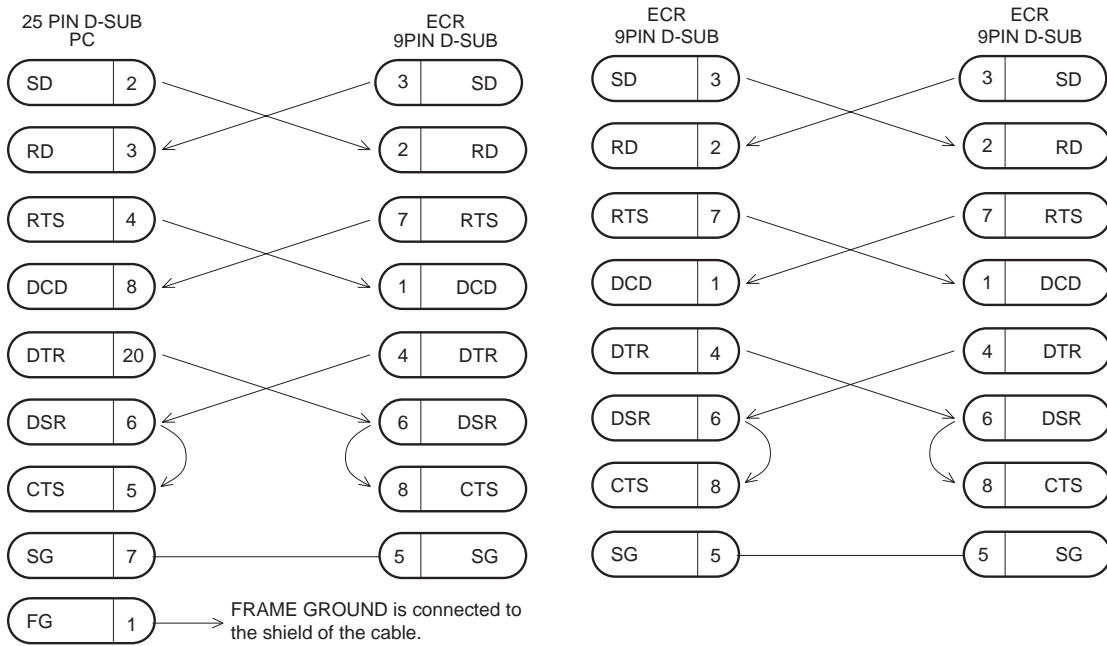 25 PIN D-SUB
PC
ECR
9PIN D-SUB
SD 2
3 SD
RD 3
2 RD
RTS 4
7 RTS
DCD 8
1 DCD
DTR 20
4 DTR
DSR 6
6 DSR
CTS 5
8 CTS
SG 7
5 SG
FG 1
FRAME GROUND is connected to
the shield of the cable.
ECR
9PIN D-SUB
ECR
9PIN D-SUB
SD 3
3 SD
RD 2
2 RD
RTS 7
7 RTS
DCD 1
1 DCD
DTR 4
4 DTR
DSR 6
6 DSR
CTS 8
8 CTS
SG 5
5 SG